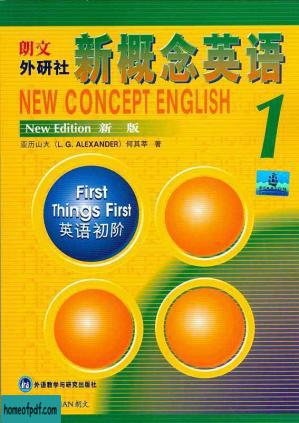 朗文
外研社
新概念英语
NEW CONCEPT ENGLISH
New Edition 新 版
1
亚历山大（L. G. ALEXANDER）何其莘 著
First
Things First
英语初阶
外语教学与研究出版社
朗文
homeofpdf.com